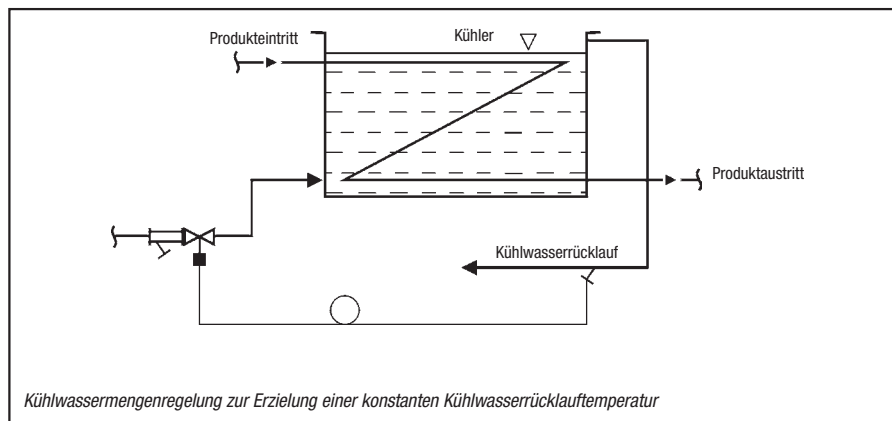 Produkteintritt
Kühler
Produktaustritt
Kühlwasserrücklauf
Kühlwassermengenregelung zur Erzielung einer konstanten Kühlwasserrücklauftemperatur